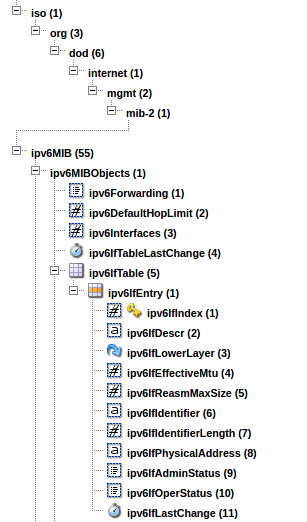 iso (1)
org (3)
dod (6)
internet (1)
mgmt (2)
mib-2 (1)
ipv6MIB (55)
ipv6MIBObjects (1)
ipv6Forwarding (1)
ipv6DefaultHopLimit (2)
ipv6Interfaces (3)
ipv6IfTableLastChange (4)
ipv6IfTable (5)
ipv6IfEntry (1)
ipv6IfIndex (1)
ipv6IfDescr (2)
ipv6IfLowerLayer (3)
ipv6IfEffectiveMtu (4)
ipv6IfReasmMaxSize (5)
ipv6IfIdentifier (6)
ipv6IfIdentifierLength (7)
ipv6IfPhysicalAddress (8)
ipv6IfAdminStatus (9)
ipv6IfOperStatus (10)
ipv6IfLastChange (11)